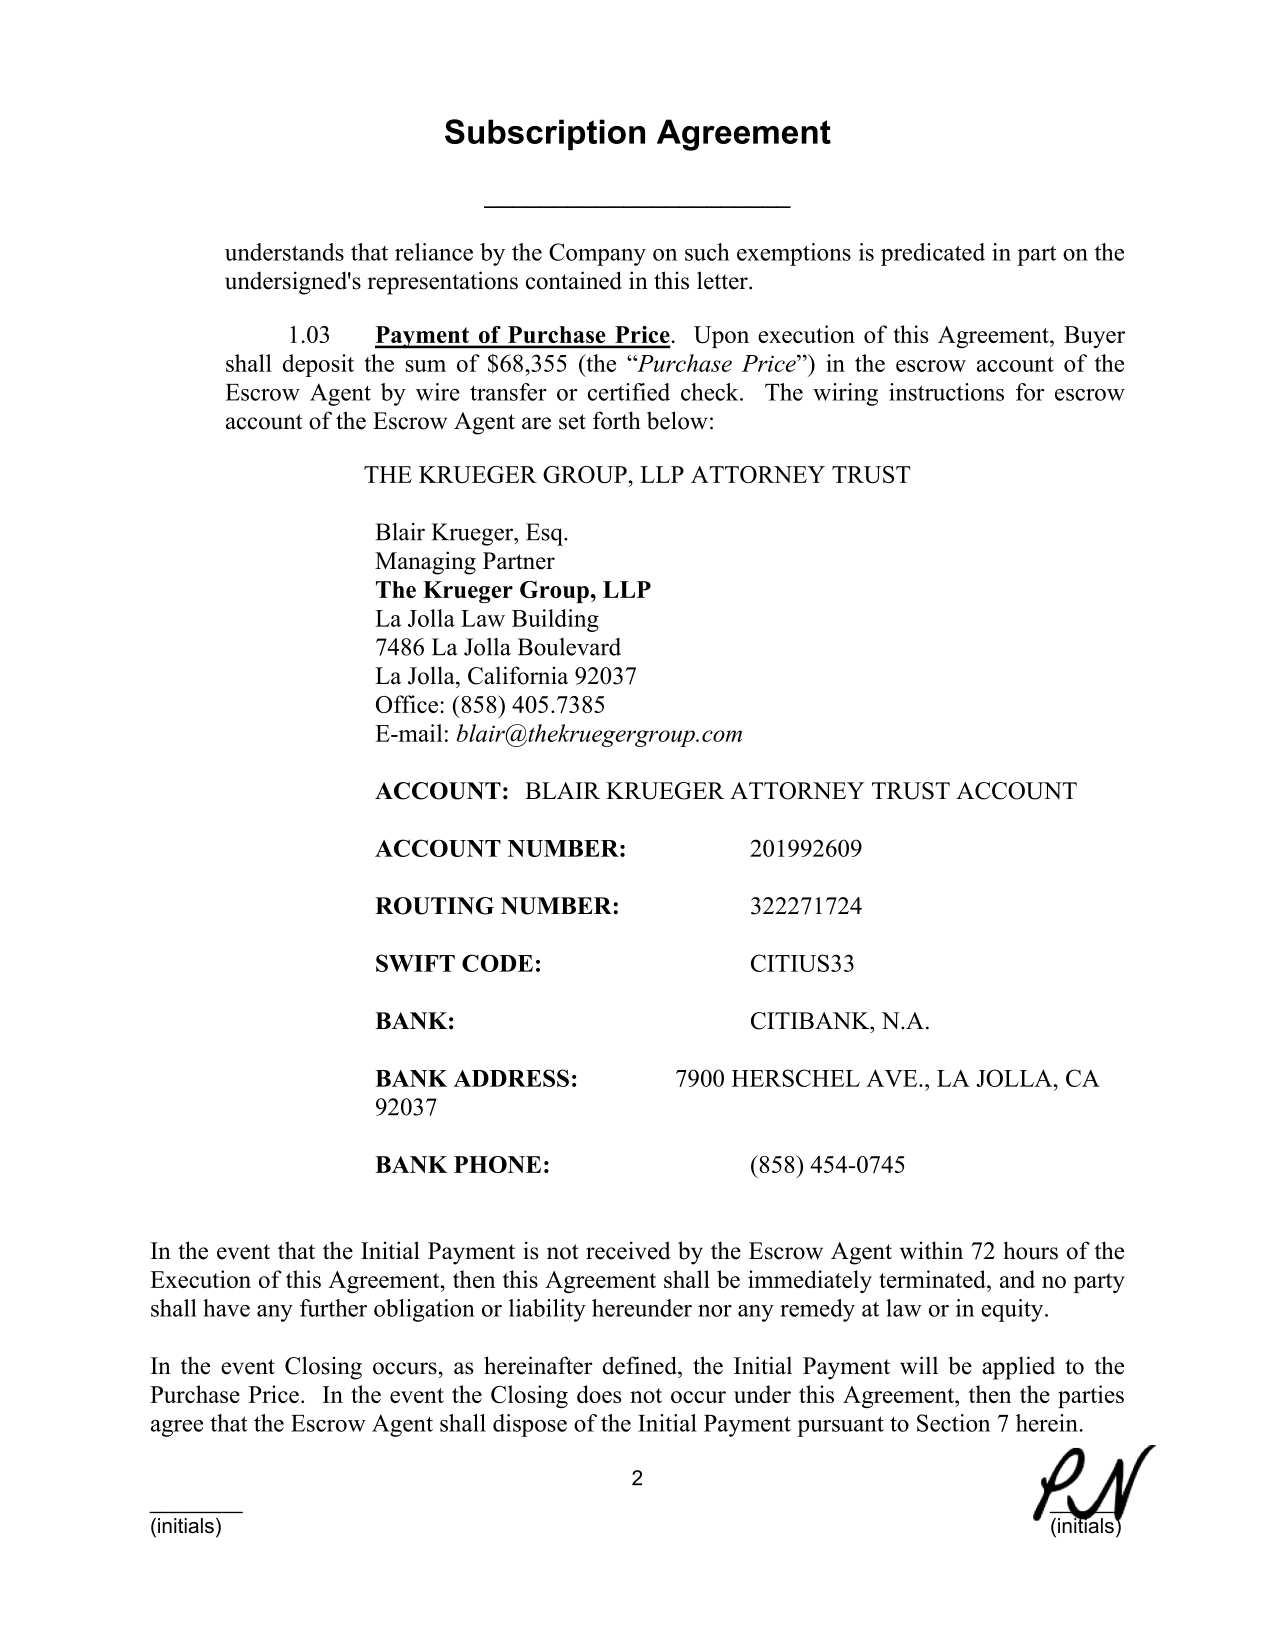 Subscription Agreement
understands that reliance by the Company on such exemptions is predicated in part on the
undersigned's representations contained in this letter.
1.03 Payment of Purchase Price. Upon execution of this Agreement, Buyer
shall deposit the sum of $68,355 (the “Purchase Price”) in the escrow account of the
Escrow Agent by wire transfer or certified check. The wiring instructions for escrow
account of the Escrow Agent are set forth below:
THE KRUEGER GROUP, LLP ATTORNEY TRUST
Blair Krueger, Esq.
Managing Partner
The Krueger Group, LLP
La Jolla Law Building
7486 La Jolla Boulevard
La Jolla, California 92037
Office: (858) 405.7385
E-mail: blair@thekruegergroup.com
ACCOUNT: BLAIR KRUEGER ATTORNEY TRUST ACCOUNT
ACCOUNT NUMBER: 201992609
ROUTING NUMBER: 322271724
SWIFT CODE: CITIUS33
BANK: CITIBANK, N.A.
BANK ADDRESS: 7900 HERSCHEL AVE., LA JOLLA, CA
92037
BANK PHONE: (858) 454-0745
In the event that the Initial Payment is not received by the Escrow Agent within 72 hours of the
Execution of this Agreement, then this Agreement shall be immediately terminated, and no party
shall have any further obligation or liability hereunder nor any remedy at law or in equity.
In the event Closing occurs, as hereinafter defined, the Initial Payment will be applied to the
Purchase Price. In the event the Closing does not occur under this Agreement, then the parties
agree that the Escrow Agent shall dispose of the Initial Payment pursuant to Section 7 herein.
2
PN
(initials) (initials)